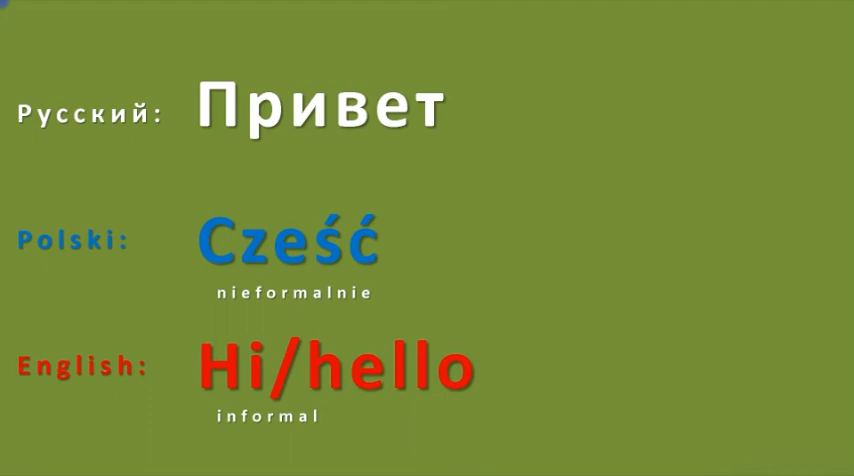 Русский: Привет
Polski: Cześć
nieformalnie
English: Hi/hello
informal